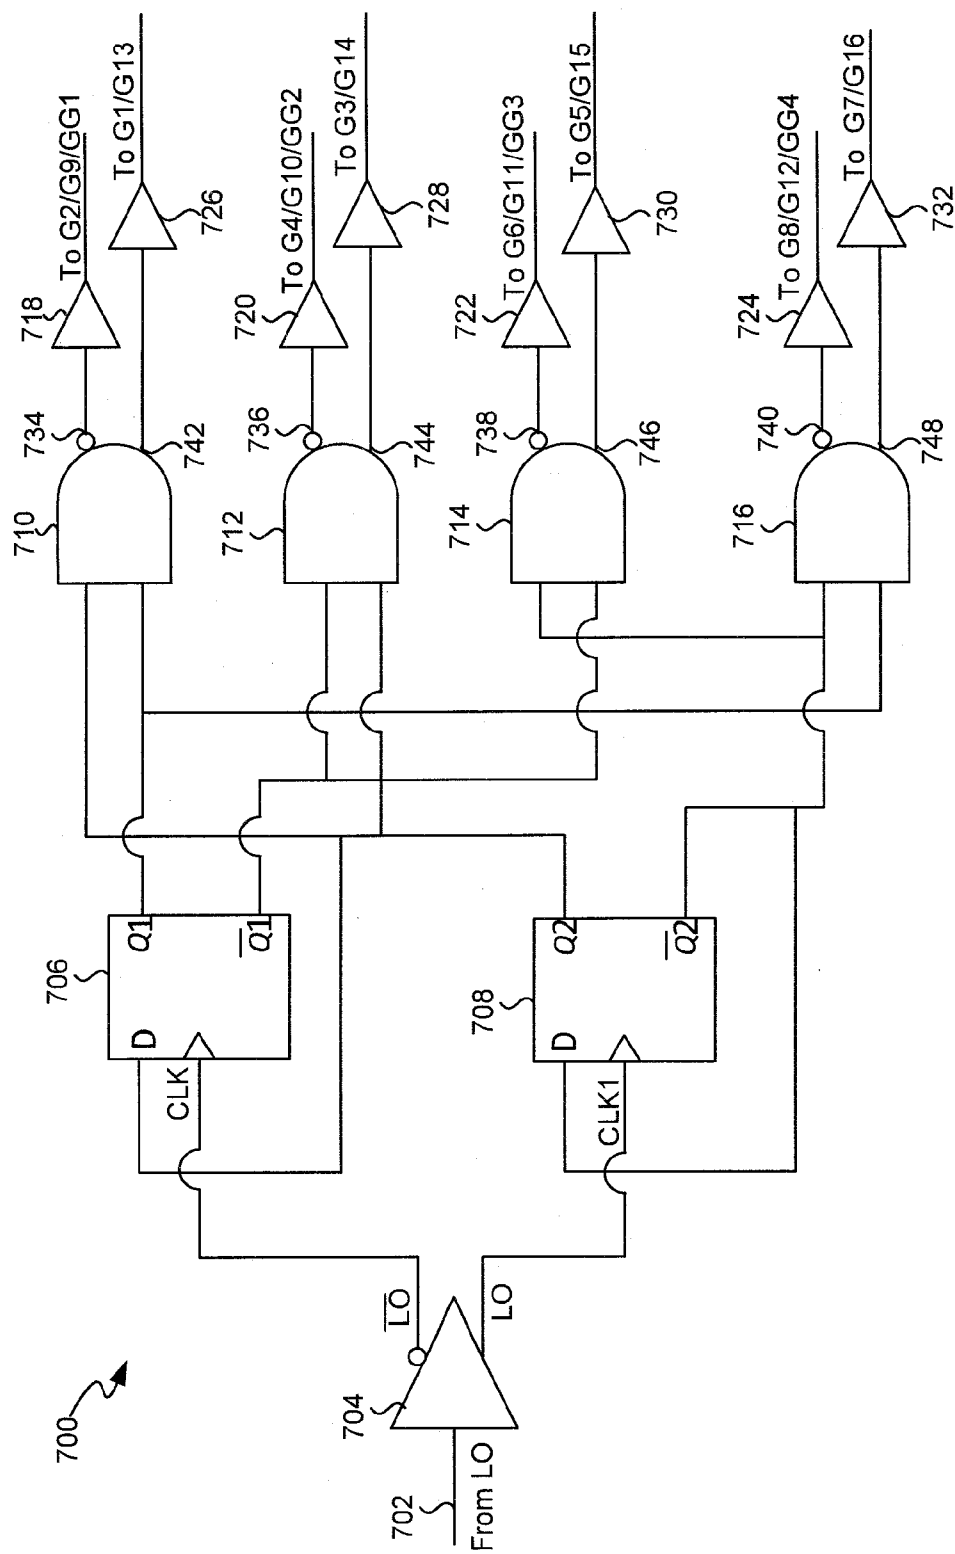 700
702
From LO
704
L̅O̅
LO
CLK
CLK1
706
D
Q1
Q̅1̅
708
D
Q2
Q̅2̅
710
734
718
To G2/G9/GG1
742
726
To G1/G13
712
736
720
To G4/G10/GG2
744
728
To G3/G14
714
738
722
To G6/G11/GG3
746
730
To G5/G15
716
740
724
To G8/G12/GG4
748
732
To G7/G16